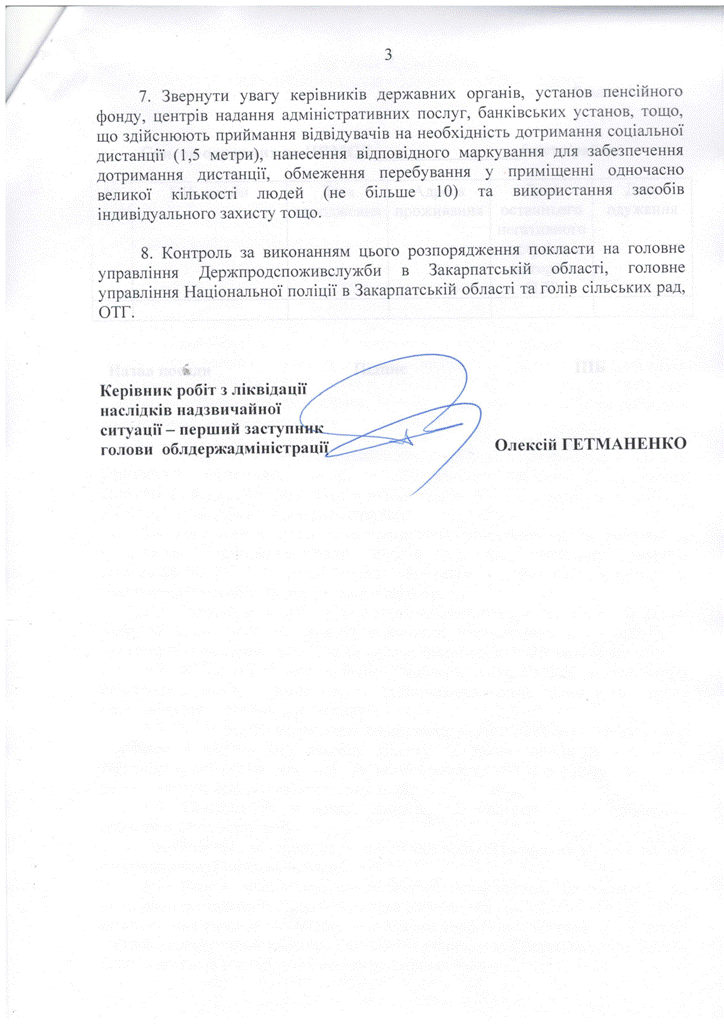 3
7. Звернути увагу керівників державних органів, установ пенсійного
фонду, центрів надання адміністративних послуг, банківських установ, тощо,
що здійснюють приймання відвідувачів на необхідність дотримання соціальної
дистанції (1,5 метри), нанесення відповідного маркування для забезпечення
дотримання дистанції, обмеження перебування у приміщенні одночасно
великої кількості людей (не більше 10) та використання засобів
індивідуального захисту тощо.
8. Контроль за виконанням цього розпорядження покласти на головне
управління Держпродспоживслужби в Закарпатській області, головне
управління Національної поліції в Закарпатській області та голів сільських рад,
ОТГ.
Керівник робіт з ліквідації
наслідків надзвичайної
ситуації – перший заступник
голови облдержадміністрації
Олексій ГЕТМАНЕНКО